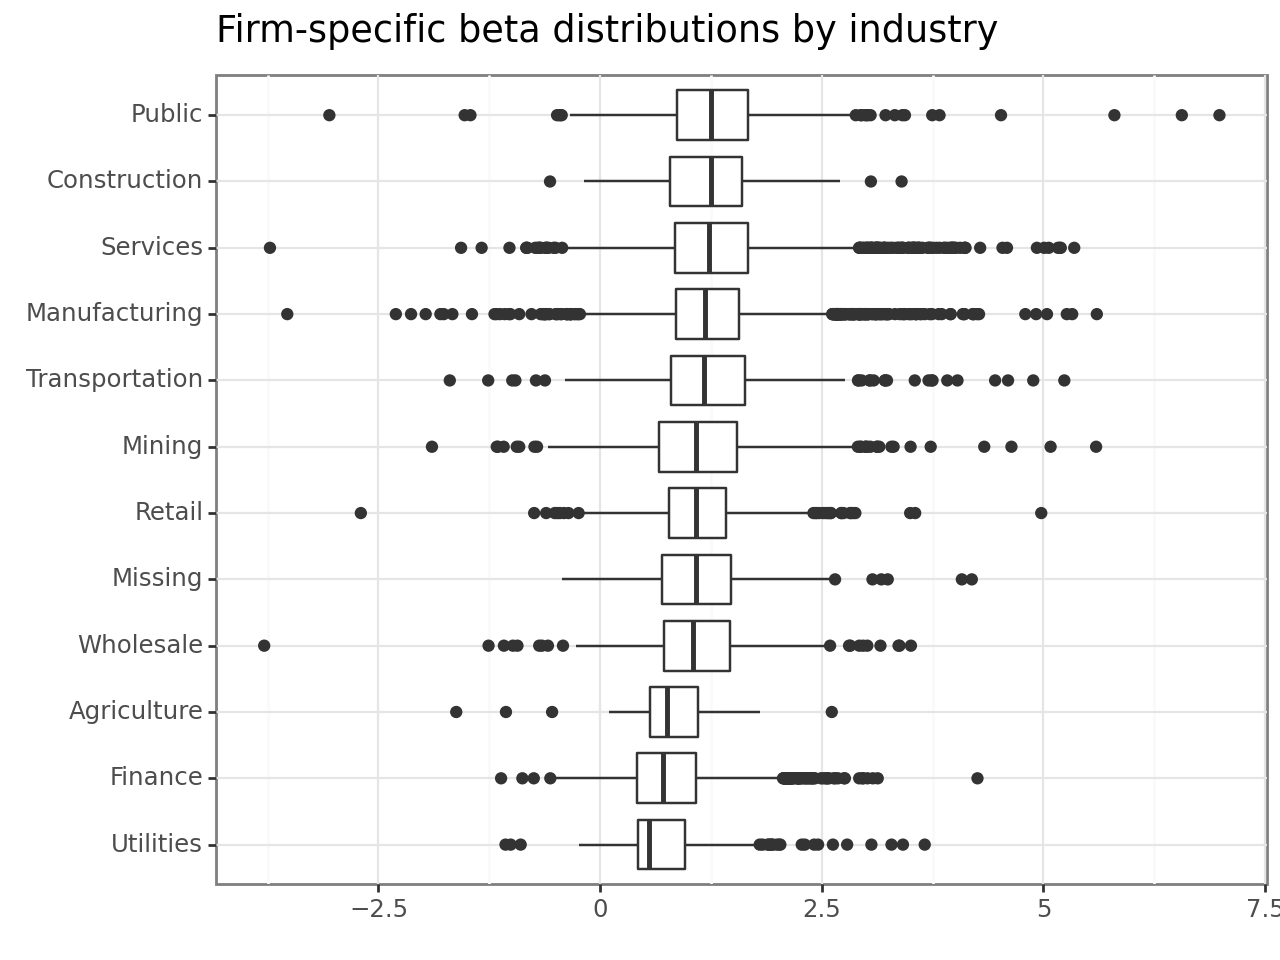 Firm-specific beta distributions by industry
Public
Construction
Services
Manufacturing
Transportation
Mining
Retail
Missing
Wholesale
Agriculture
Finance
Utilities
−2.5 0 2.5 5 7.5